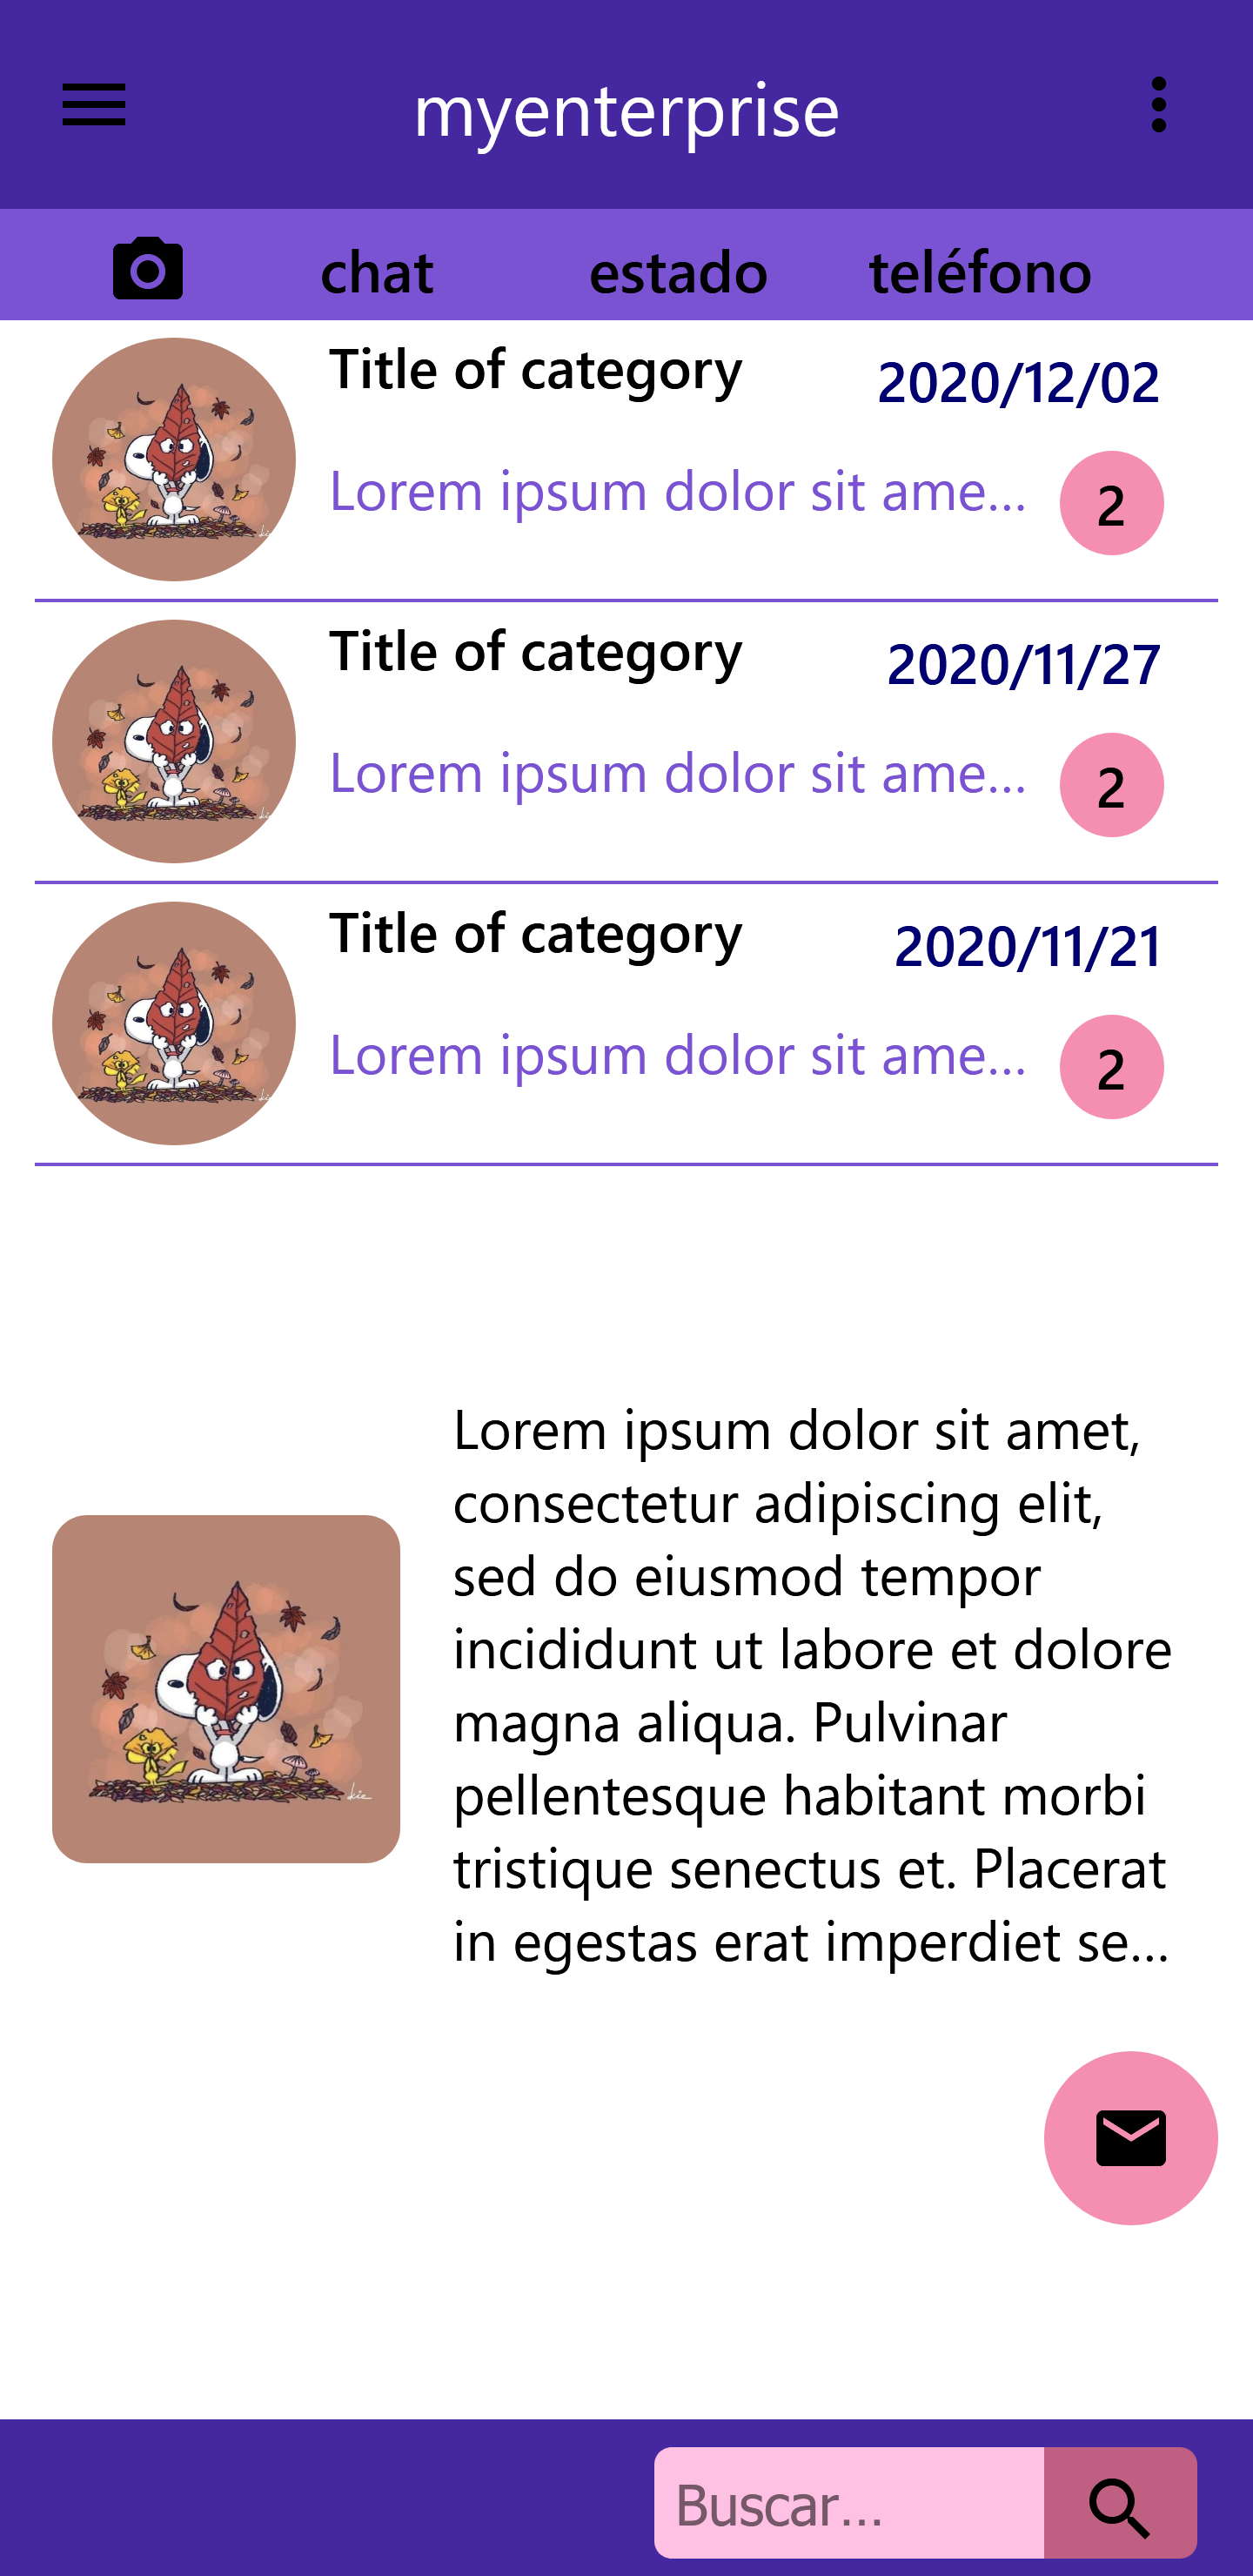 myenterprise
chat estado teléfono
Title of category 2020/12/02
Lorem ipsum dolor sit ame... 2
Title of category 2020/11/27
Lorem ipsum dolor sit ame... 2
Title of category 2020/11/21
Lorem ipsum dolor sit ame... 2
Lorem ipsum dolor sit amet,
consectetur adipiscing elit,
sed do eiusmod tempor
incididunt ut labore et dolore
magna aliqua. Pulvinar
pellentesque habitant morbi
tristique senectus et. Placerat
in egestas erat imperdiet se...
Buscar...